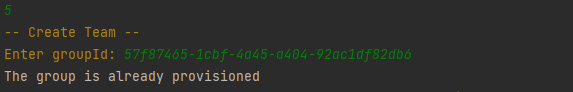 5
-- Create Team --
Enter groupId: 57f87465-1cbf-4a45-a404-92ac1df82db6
The group is already provisioned